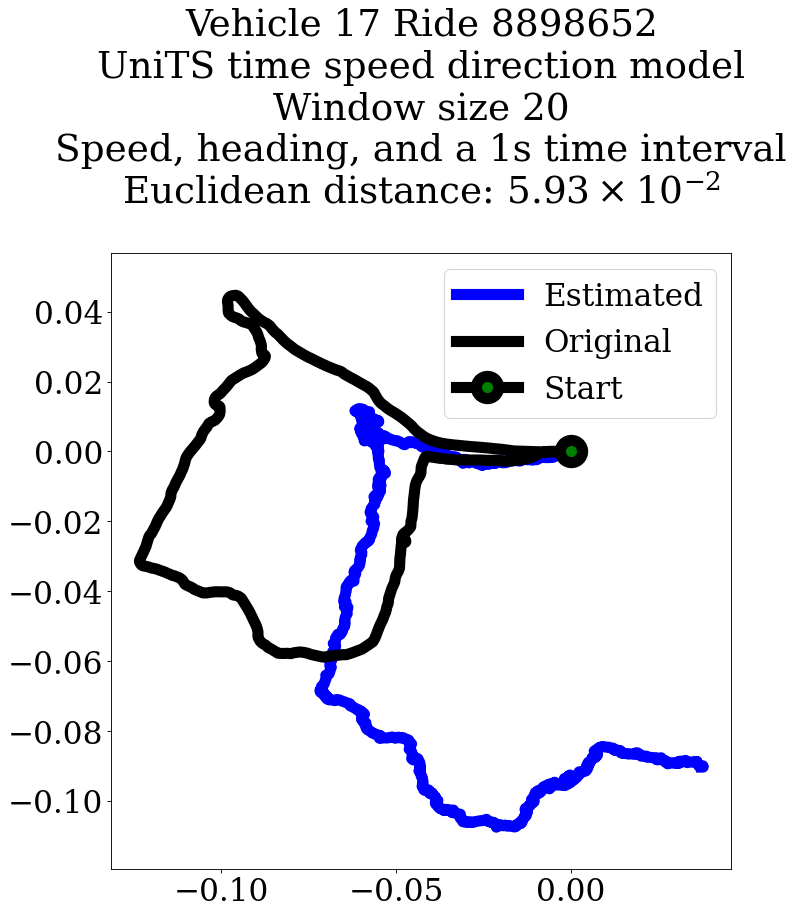 Vehicle 17 Ride 8898652
UniTS time speed direction model
Window size 20
Speed, heading, and a 1s time interval
Euclidean distance: 5.93 × 10⁻²
Estimated
Original
Start
0.04
0.02
0.00
−0.02
−0.04
−0.06
−0.08
−0.10
−0.10 −0.05 0.00